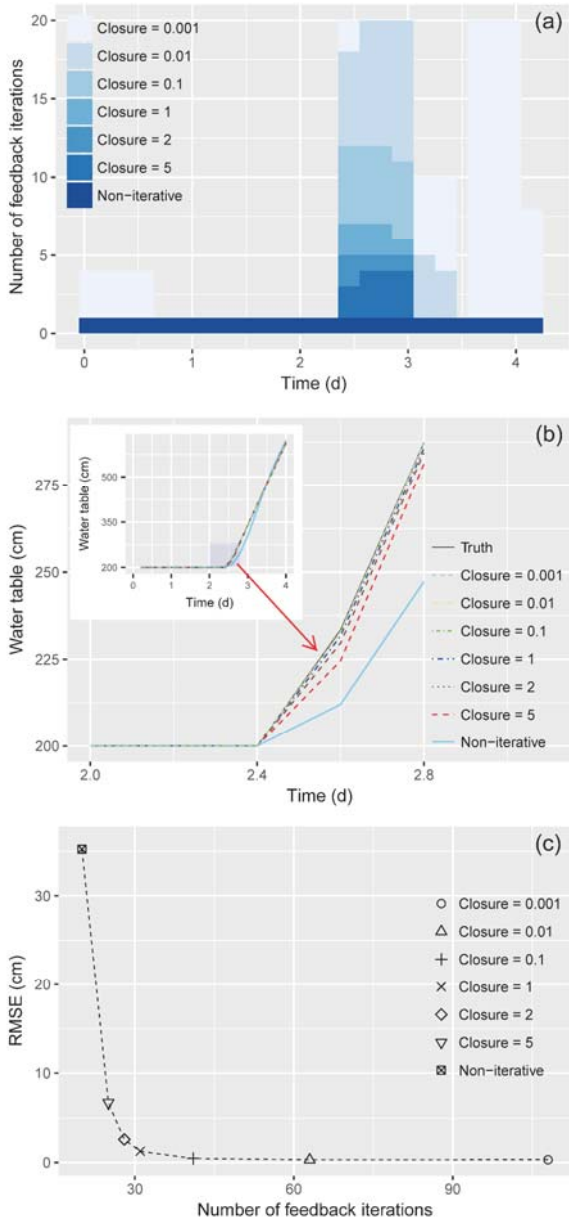 (a)
20
15
10
5
0
Number of feedback iterations
Closure = 0.001
Closure = 0.01
Closure = 0.1
Closure = 1
Closure = 2
Closure = 5
Non−iterative
0 1 2 3 4
Time (d)
(b)
275
250
225
200
Water table (cm)
500
350
200
Water table (cm)
0 1 2 3 4
Time (d)
Truth
Closure = 0.001
Closure = 0.01
Closure = 0.1
Closure = 1
Closure = 2
Closure = 5
Non−iterative
2.0 2.4 2.8
Time (d)
(c)
30
20
10
0
RMSE (cm)
Closure = 0.001
Closure = 0.01
Closure = 0.1
Closure = 1
Closure = 2
Closure = 5
Non−iterative
30 60 90
Number of feedback iterations